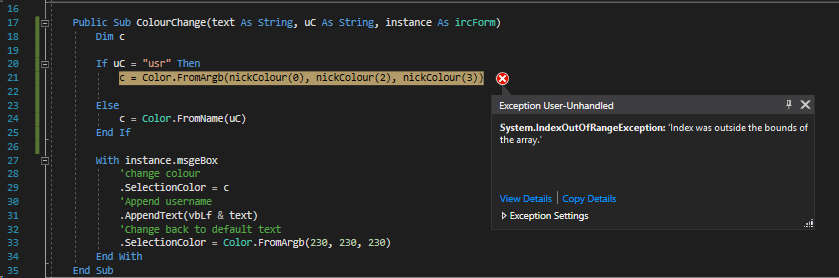 16
17 Public Sub ColourChange(text As String, uC As String, instance As ircForm)
18 Dim c
19
20 If uC = "usr" Then
21 c = Color.FromArgb(nickColour(0), nickColour(2), nickColour(3))
22
23 Else
24 c = Color.FromName(uC)
25 End If
26
27 With instance.msgeBox
28 'change colour
29 .SelectionColor = c
30 'Append username
31 .AppendText(vbLf & text)
32 'Change back to default text
33 .SelectionColor = Color.FromArgb(230, 230, 230)
34 End With
35 End Sub
Exception User-Unhandled
System.IndexOutOfRangeException: 'Index was outside the bounds of
the array.'
View Details | Copy Details
Exception Settings